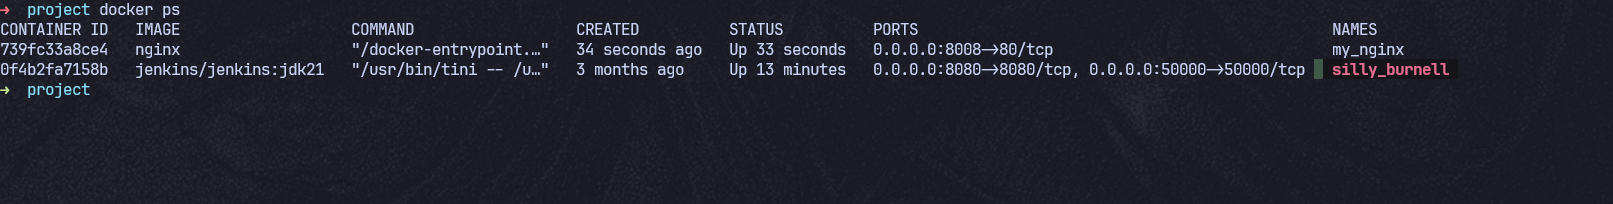 → project docker ps
CONTAINER ID   IMAGE                   COMMAND                  CREATED          STATUS          PORTS                                              NAMES
739fc33a8ce4   nginx                   "/docker-entrypoint.…"   34 seconds ago   Up 33 seconds   0.0.0.0:8008->80/tcp                               my_nginx
0f4b2fa7158b   jenkins/jenkins:jdk21   "/usr/bin/tini -- /u…"   3 months ago     Up 13 minutes   0.0.0.0:8080->8080/tcp, 0.0.0.0:50000->50000/tcp   silly_burnell
→ project